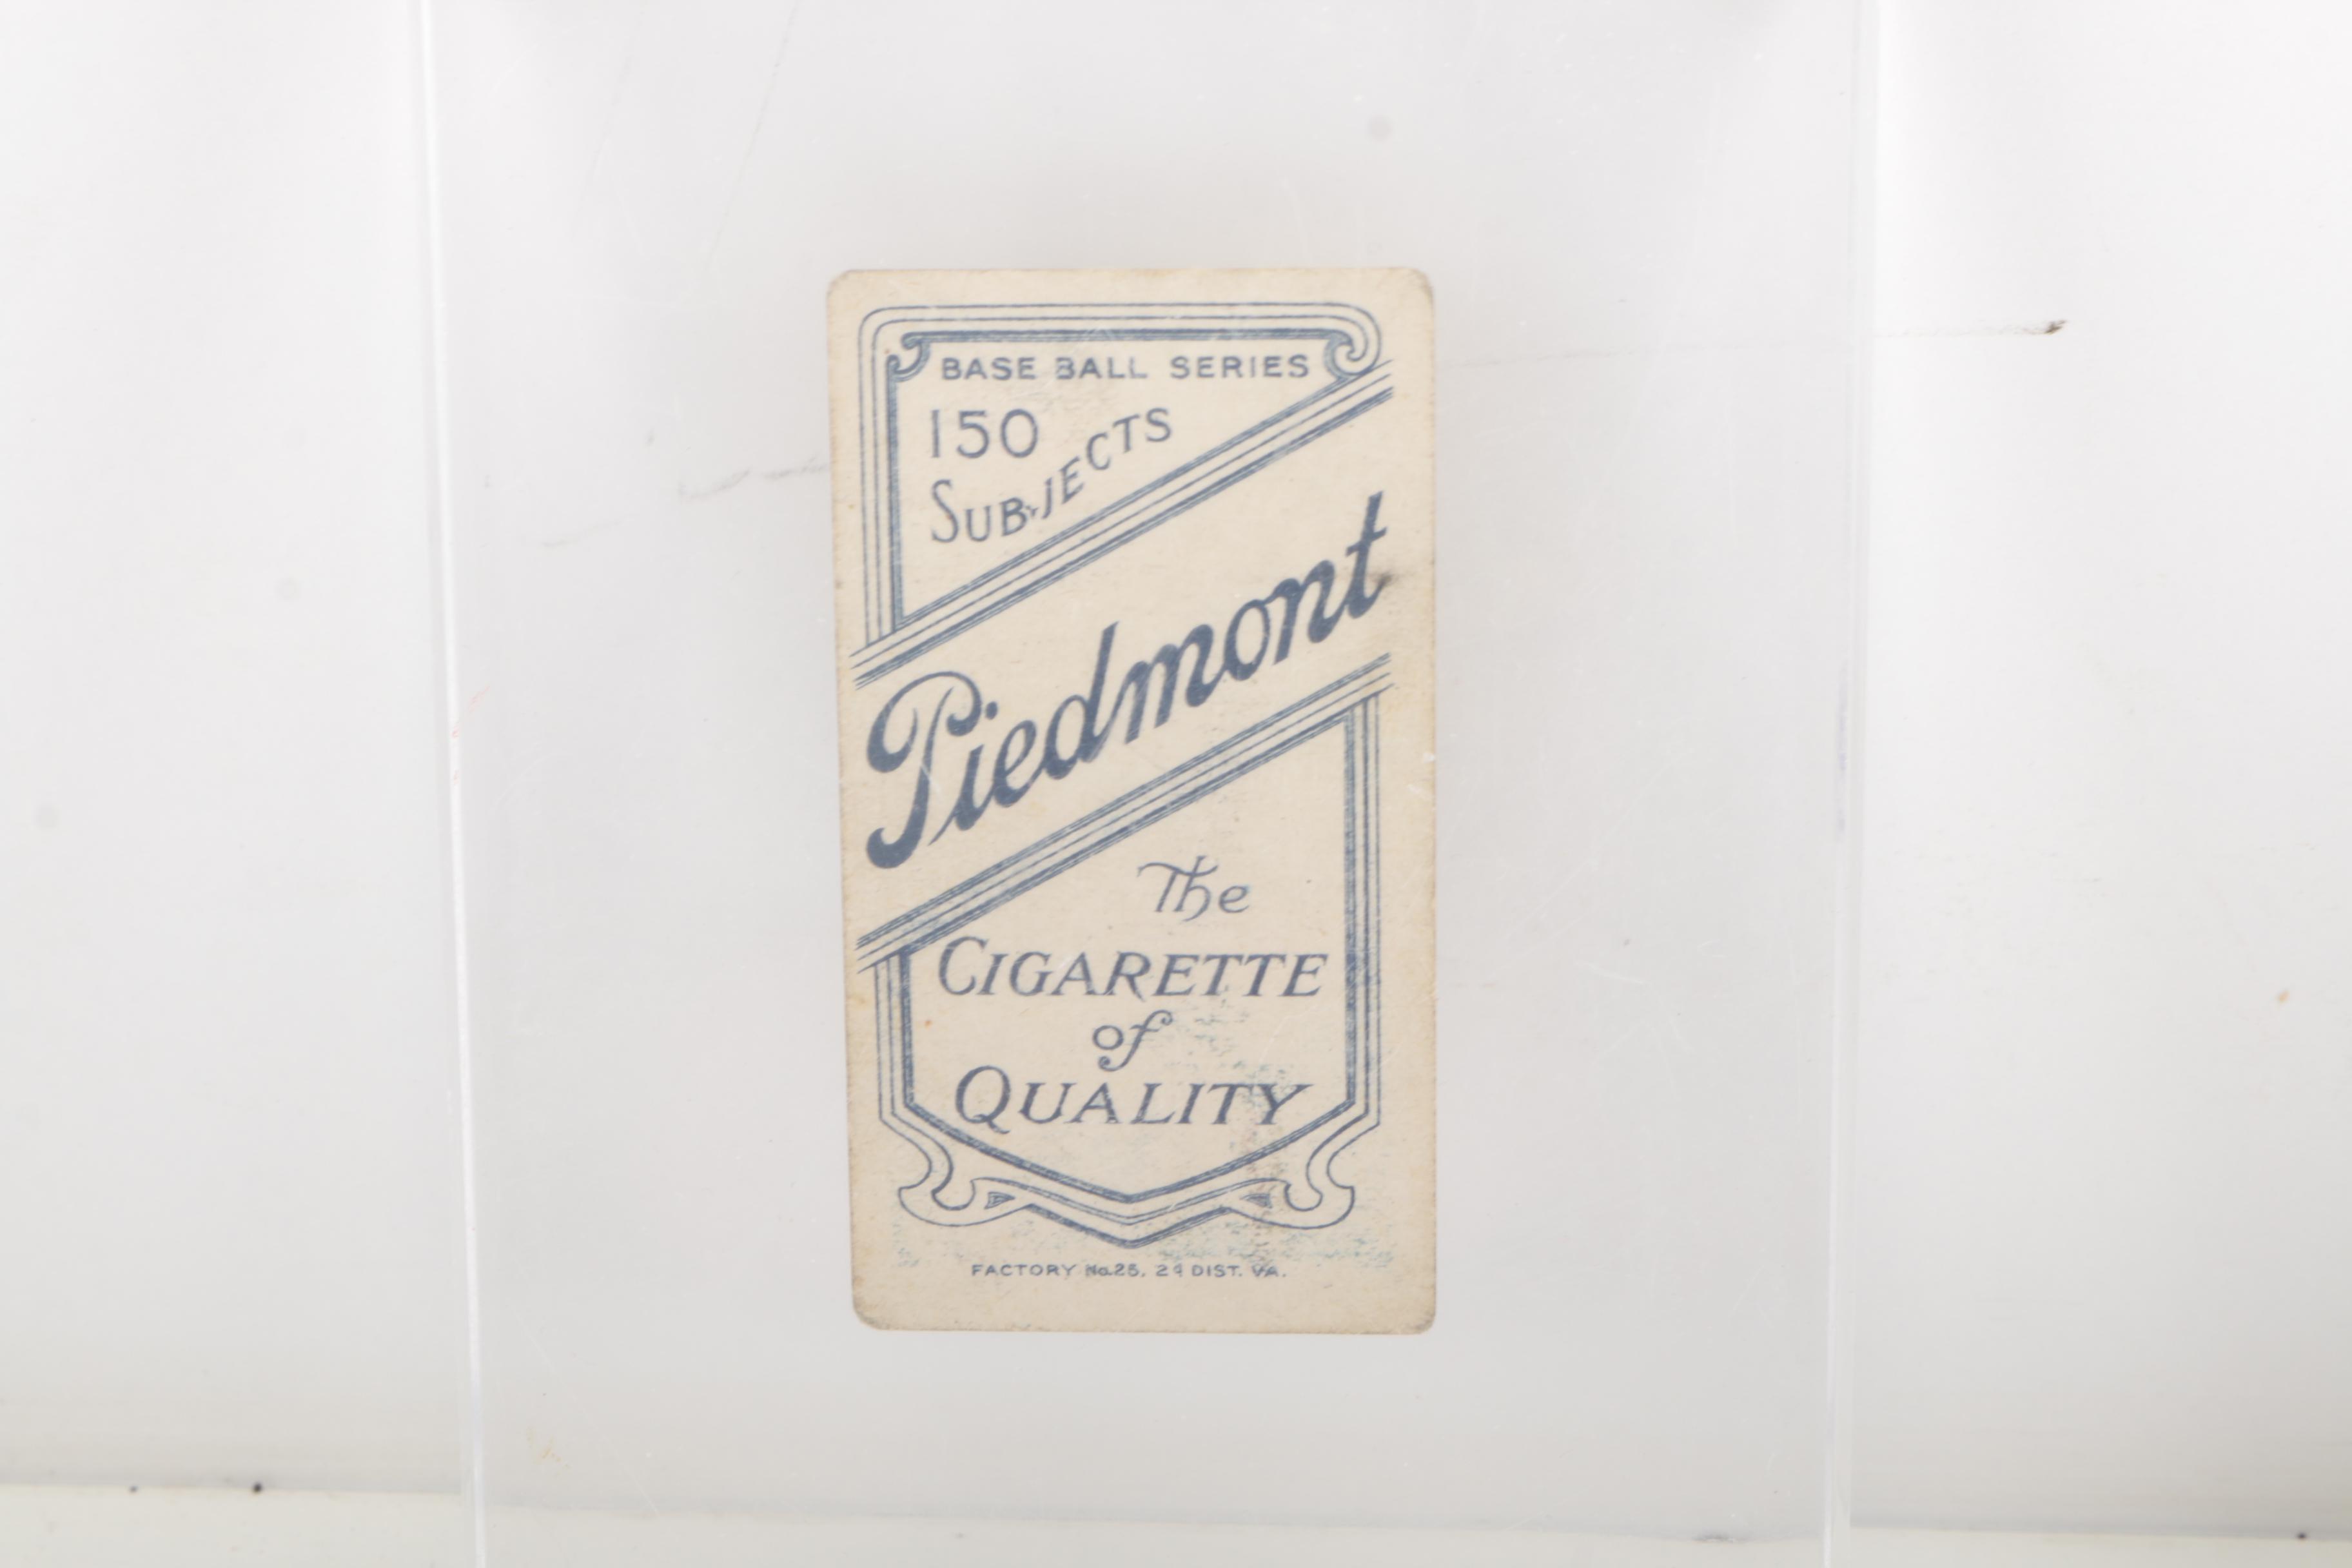 BASE BALL SERIES
150
SUBJECTS
Piedmont
The
CIGARETTE
of
QUALITY
FACTORY No.25, 2d DIST. VA.